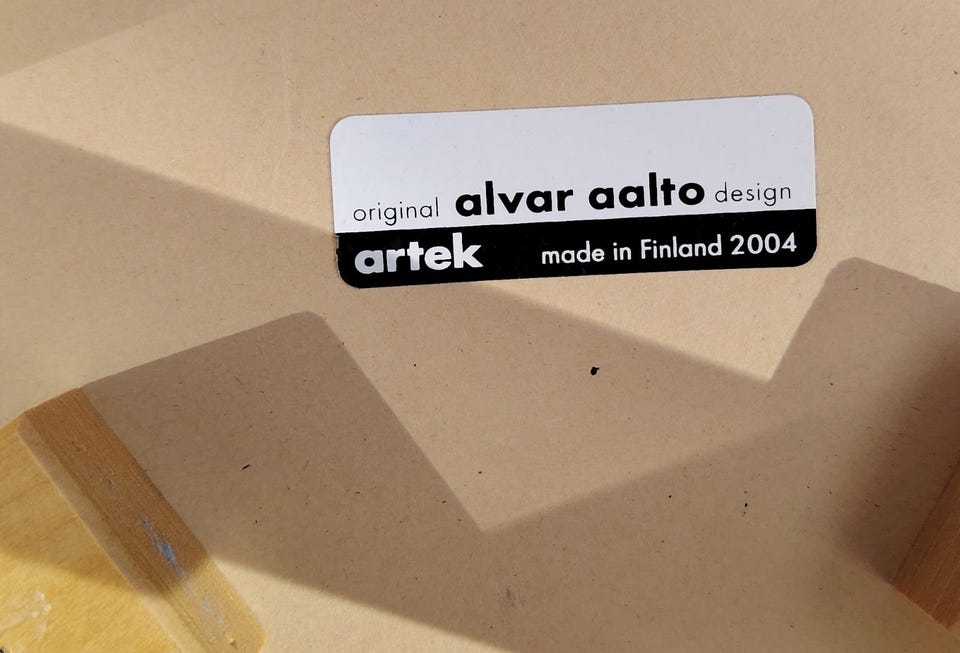 original alvar aalto design
artek made in Finland 2004